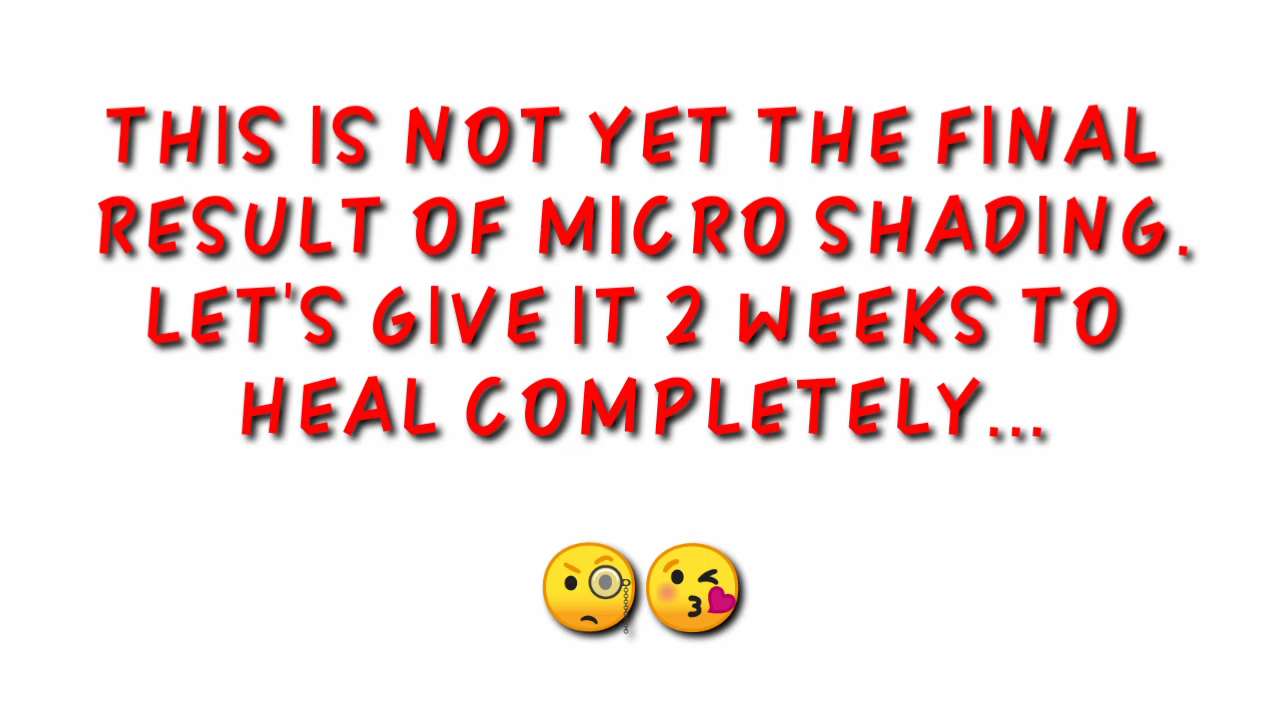 THIS IS NOT YET THE FINAL
RESULT OF MICRO SHADING.
LET'S GIVE IT 2 WEEKS TO
HEAL COMPLETELY...